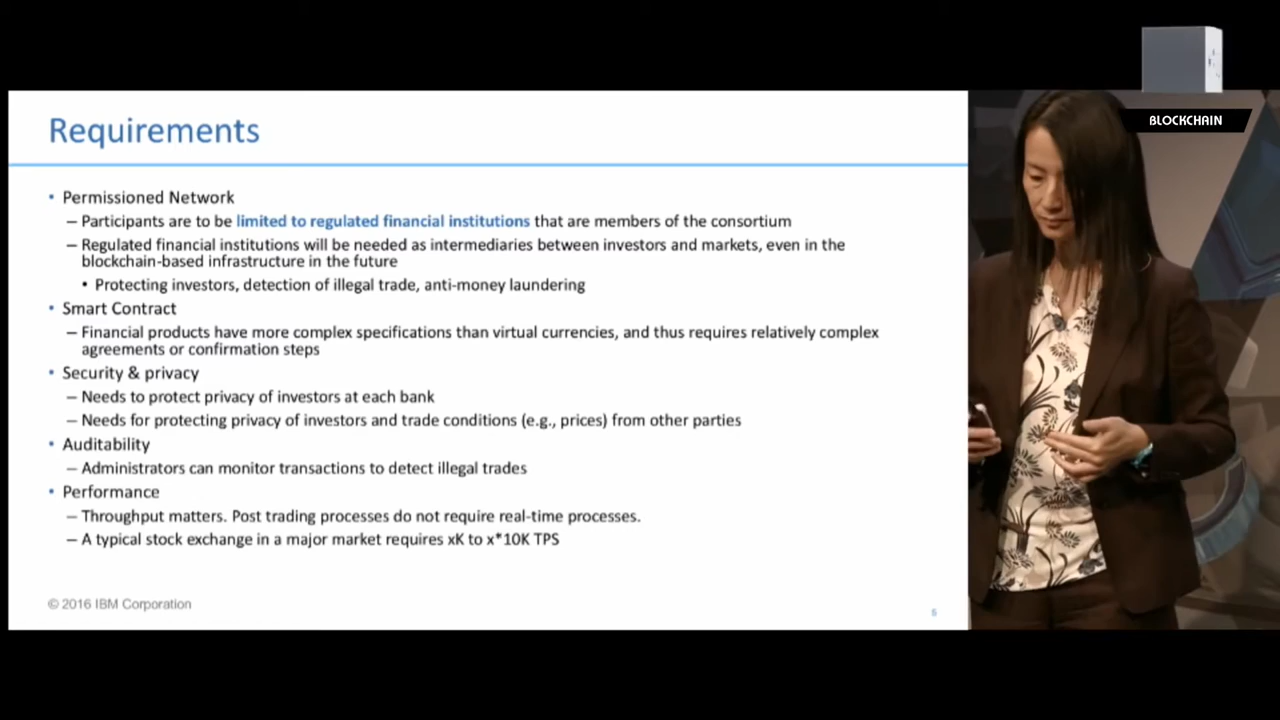 Requirements
• Permissioned Network
– Participants are to be limited to regulated financial institutions that are members of the consortium
– Regulated financial institutions will be needed as intermediaries between investors and markets, even in the
blockchain-based infrastructure in the future
• Protecting investors, detection of illegal trade, anti-money laundering
• Smart Contract
– Financial products have more complex specifications than virtual currencies, and thus requires relatively complex
agreements or confirmation steps
• Security & privacy
– Needs to protect privacy of investors at each bank
– Needs for protecting privacy of investors and trade conditions (e.g., prices) from other parties
• Auditability
– Administrators can monitor transactions to detect illegal trades
• Performance
– Throughput matters. Post trading processes do not require real-time processes.
– A typical stock exchange in a major market requires xK to x*10K TPS
© 2016 IBM Corporation
6
BLOCKCHAIN